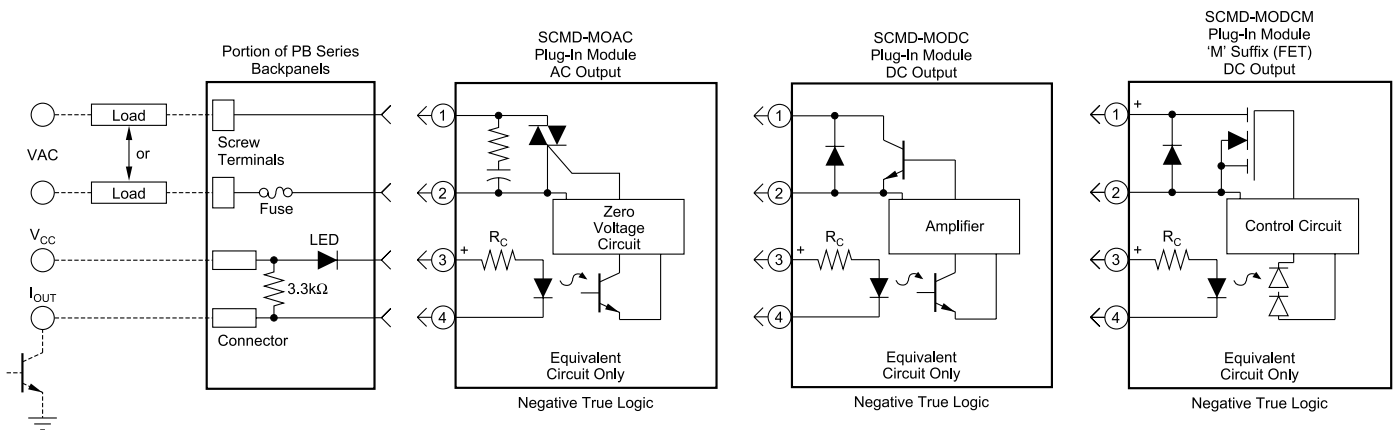 Portion of PB Series
Backpanels
Load
VAC
or
Load
Screw
Terminals
Fuse
VCC
LED
3.3kΩ
IOUT
Connector
SCMD-MOAC
Plug-In Module
AC Output
1
2
Zero
Voltage
Circuit
3
+
RC
4
Equivalent
Circuit Only
Negative True Logic
SCMD-MODC
Plug-In Module
DC Output
1
2
Amplifier
3
+
RC
4
Equivalent
Circuit Only
Negative True Logic
SCMD-MODCM
Plug-In Module
‘M’ Suffix (FET)
DC Output
1
+
2
Control Circuit
3
+
RC
4
Equivalent
Circuit Only
Negative True Logic